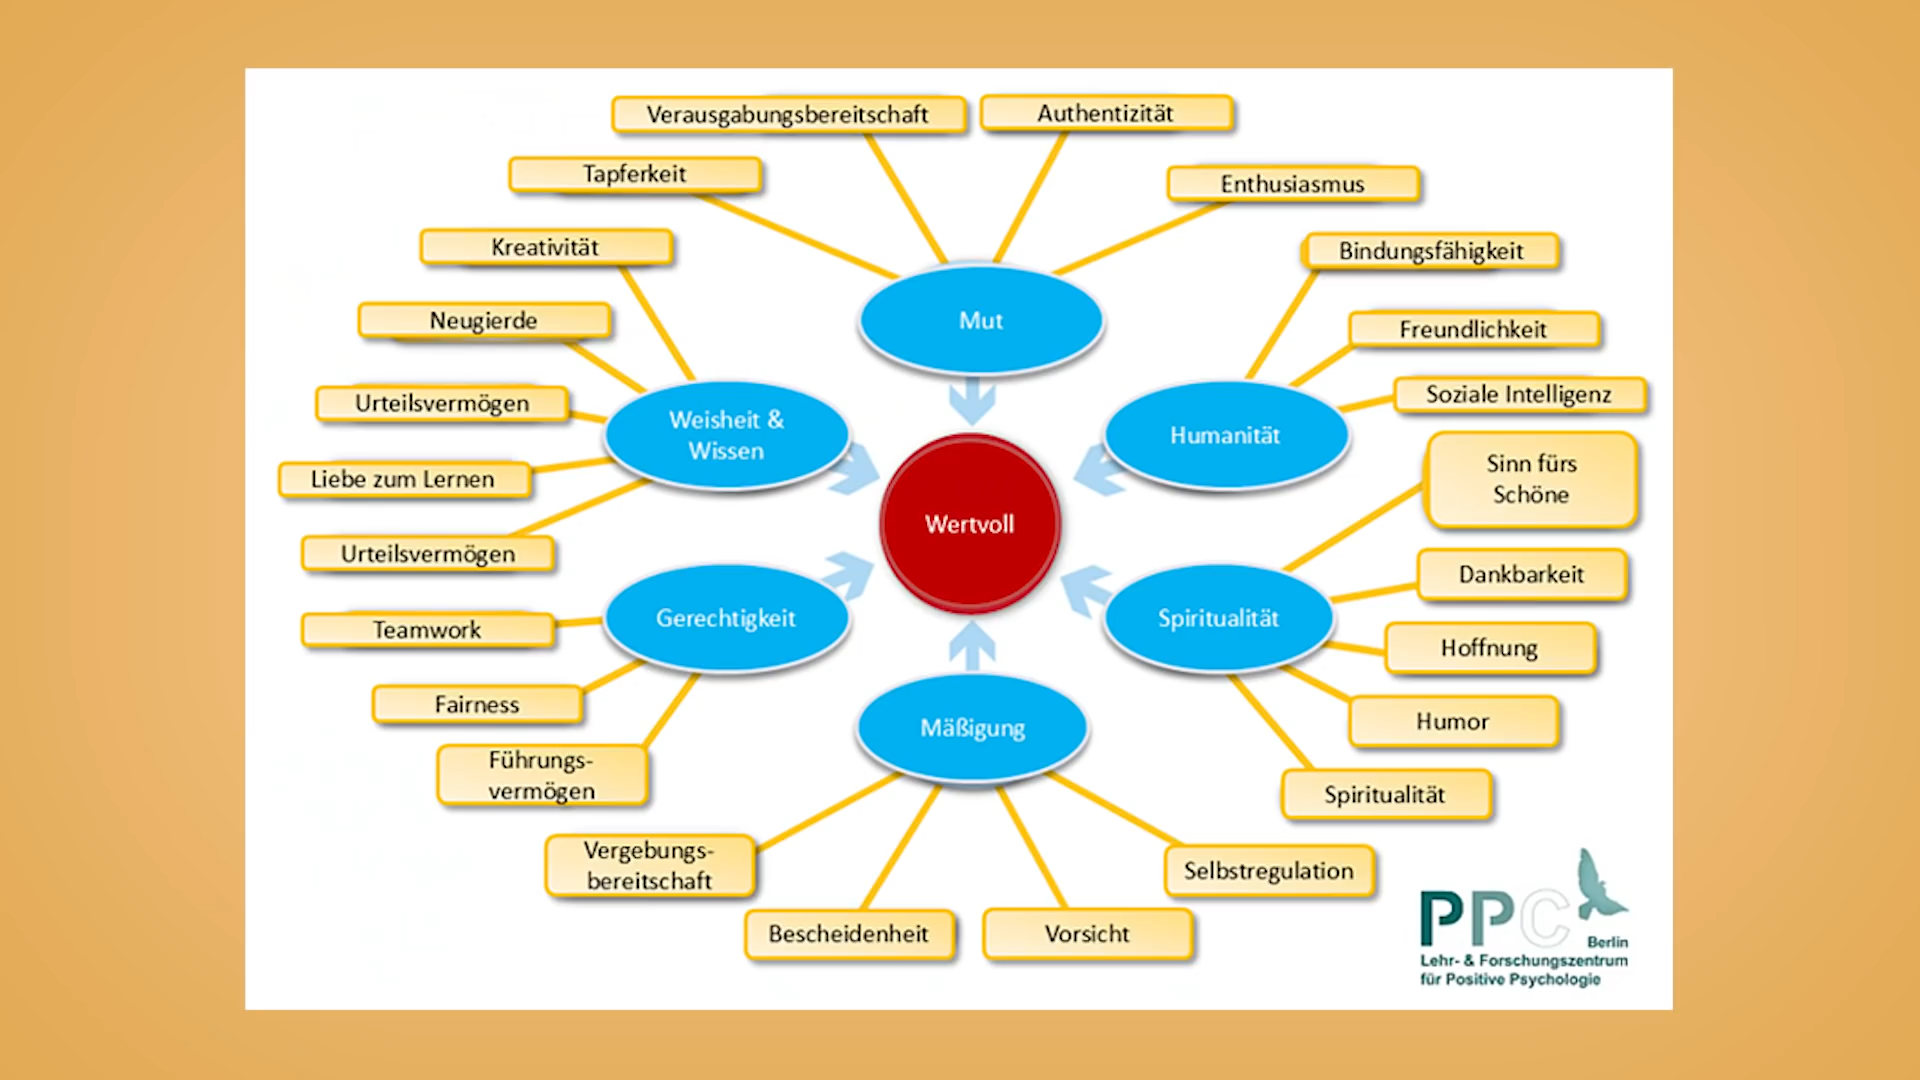 Verausgabungsbereitschaft
Authentizität
Tapferkeit
Enthusiasmus
Kreativität
Bindungsfähigkeit
Neugierde
Mut
Freundlichkeit
Urteilsvermögen
Soziale Intelligenz
Weisheit &
Wissen
Humanität
Liebe zum Lernen
Sinn fürs
Schöne
Wertvoll
Urteilsvermögen
Dankbarkeit
Teamwork
Gerechtigkeit
Spiritualität
Hoffnung
Fairness
Mäßigung
Humor
Führungs-
vermögen
Spiritualität
Vergebungs-
bereitschaft
Selbstregulation
Bescheidenheit
Vorsicht
PPC
Berlin
Lehr- & Forschungszentrum
für Positive Psychologie